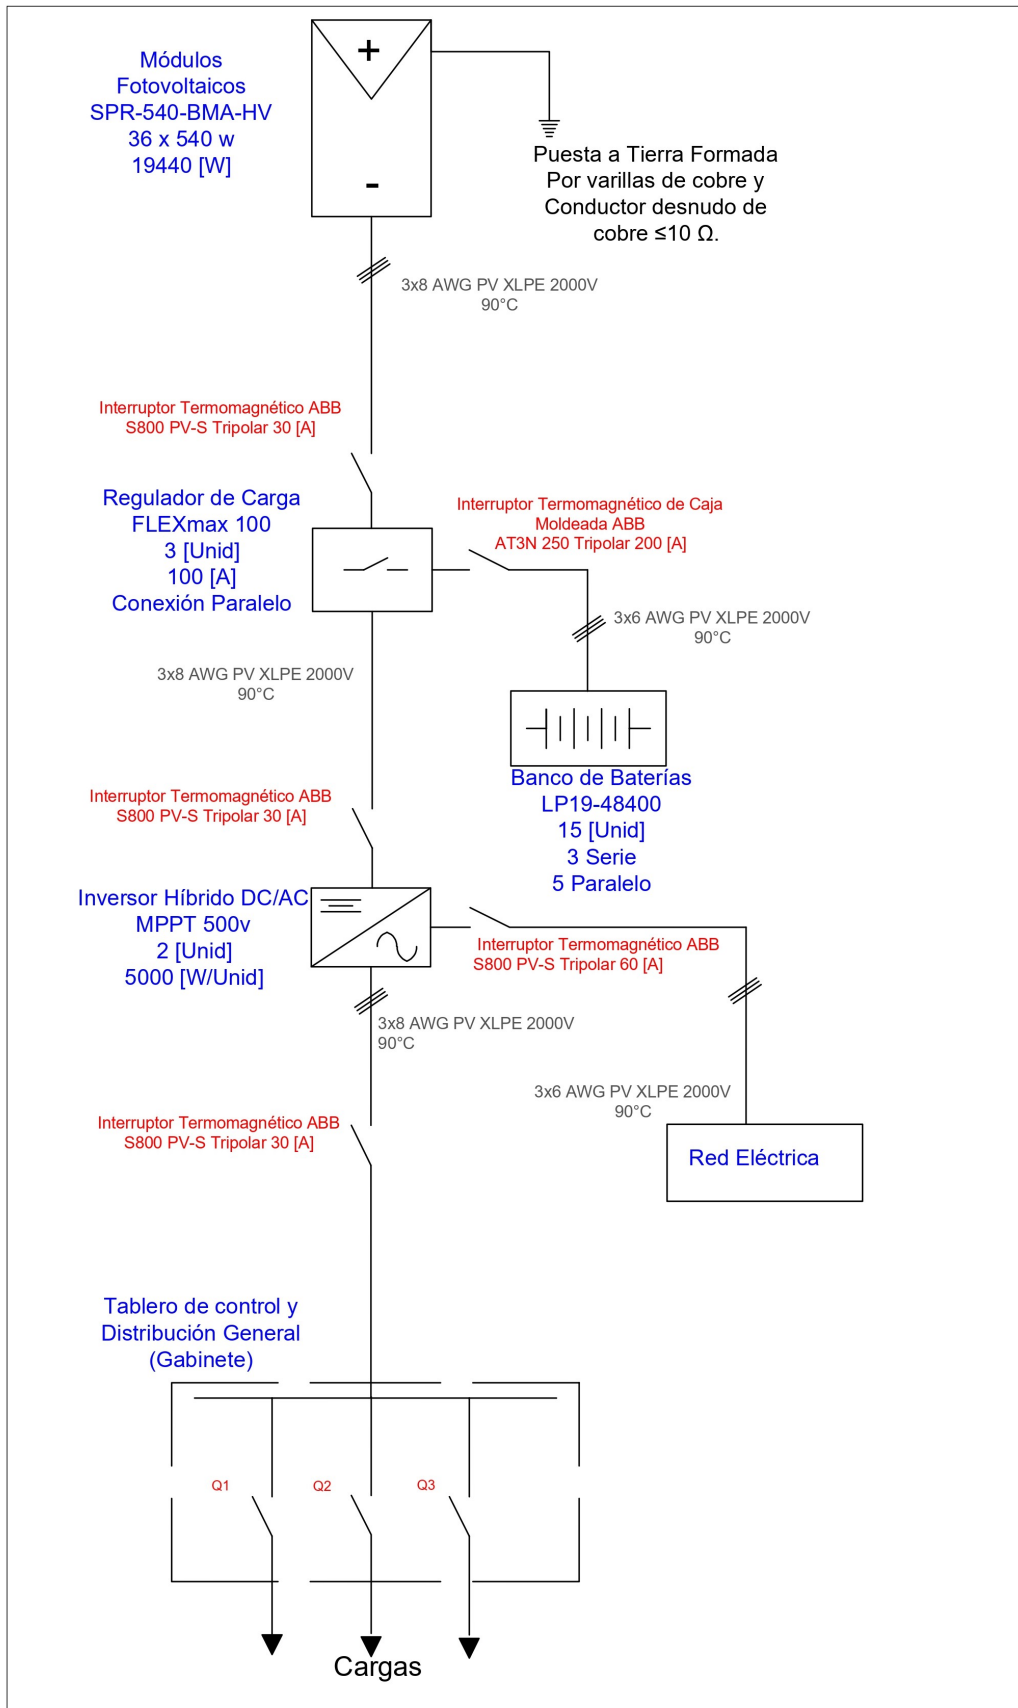 Módulos
Fotovoltaicos
SPR-540-BMA-HV
36 x 540 w
19440 [W]
+
-
Puesta a Tierra Formada
Por varillas de cobre y
Conductor desnudo de
cobre ≤10 Ω.
3x8 AWG PV XLPE 2000V
90°C
Interruptor Termomagnético ABB
S800 PV-S Tripolar 30 [A]
Regulador de Carga
FLEXmax 100
3 [Unid]
100 [A]
Conexión Paralelo
Interruptor Termomagnético de Caja
Moldeada ABB
AT3N 250 Tripolar 200 [A]
3x6 AWG PV XLPE 2000V
90°C
3x8 AWG PV XLPE 2000V
90°C
Banco de Baterías
LP19-48400
15 [Unid]
3 Serie
5 Paralelo
Interruptor Termomagnético ABB
S800 PV-S Tripolar 30 [A]
Inversor Híbrido DC/AC
MPPT 500v
2 [Unid]
5000 [W/Unid]
Interruptor Termomagnético ABB
S800 PV-S Tripolar 60 [A]
3x8 AWG PV XLPE 2000V
90°C
3x6 AWG PV XLPE 2000V
90°C
Interruptor Termomagnético ABB
S800 PV-S Tripolar 30 [A]
Red Eléctrica
Tablero de control y
Distribución General
(Gabinete)
Q1
Q2
Q3
Cargas